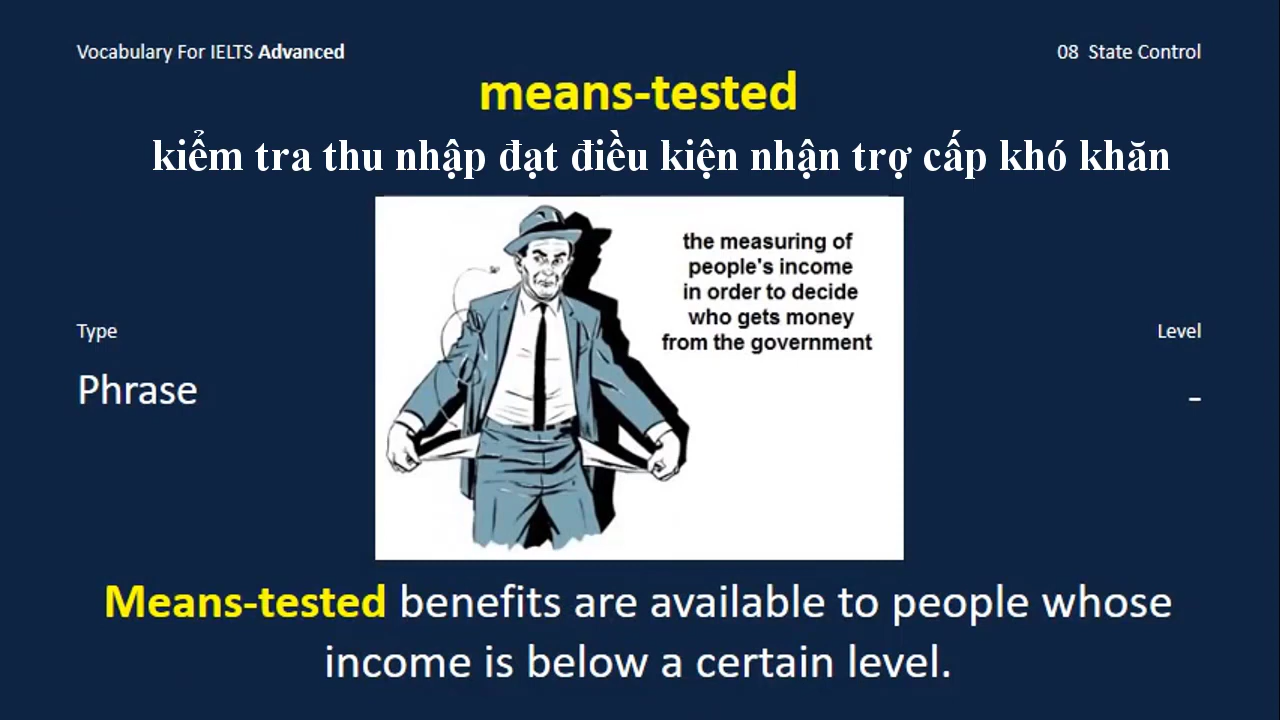 Vocabulary For IELTS Advanced
08 State Control
means-tested
kiểm tra thu nhập đạt điều kiện nhận trợ cấp khó khăn
the measuring of
people's income
in order to decide
who gets money
from the government
Type
Level
Phrase
–
Means-tested benefits are available to people whose
income is below a certain level.